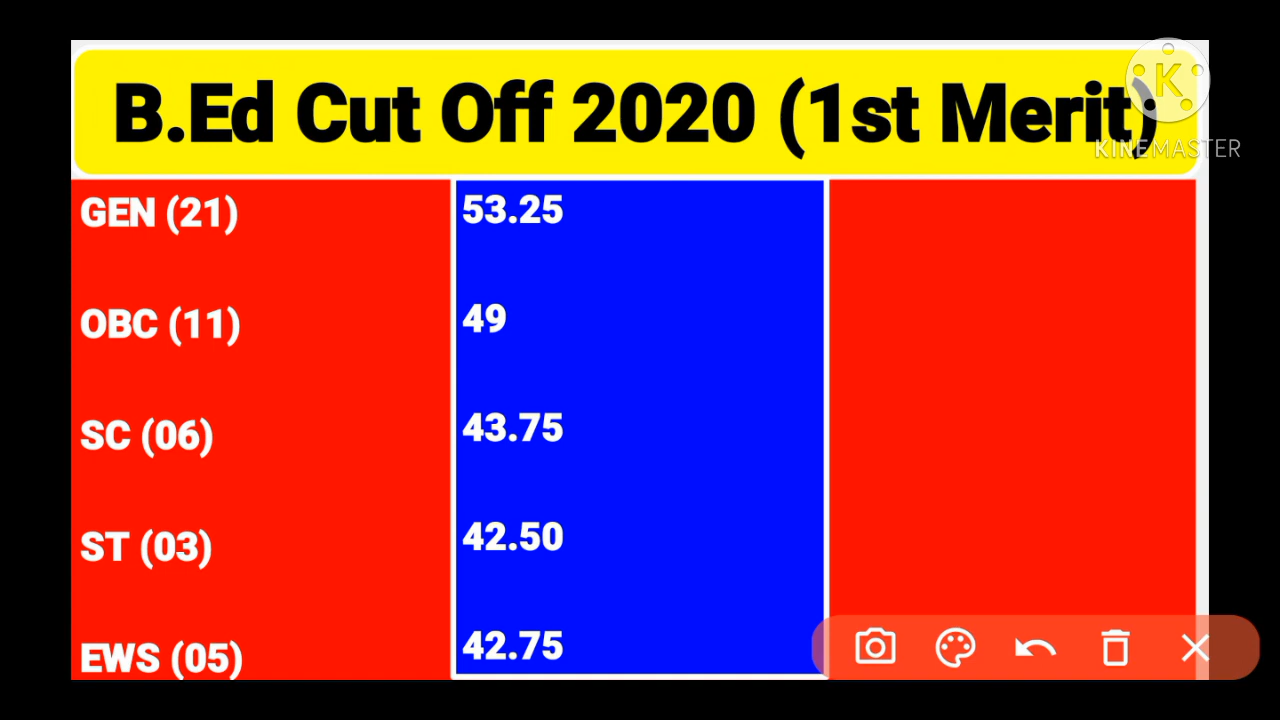 B.Ed Cut Off 2020 (1st Merit)
K
KINEMASTER
GEN (21) 53.25
OBC (11) 49
SC (06) 43.75
ST (03) 42.50
EWS (05) 42.75